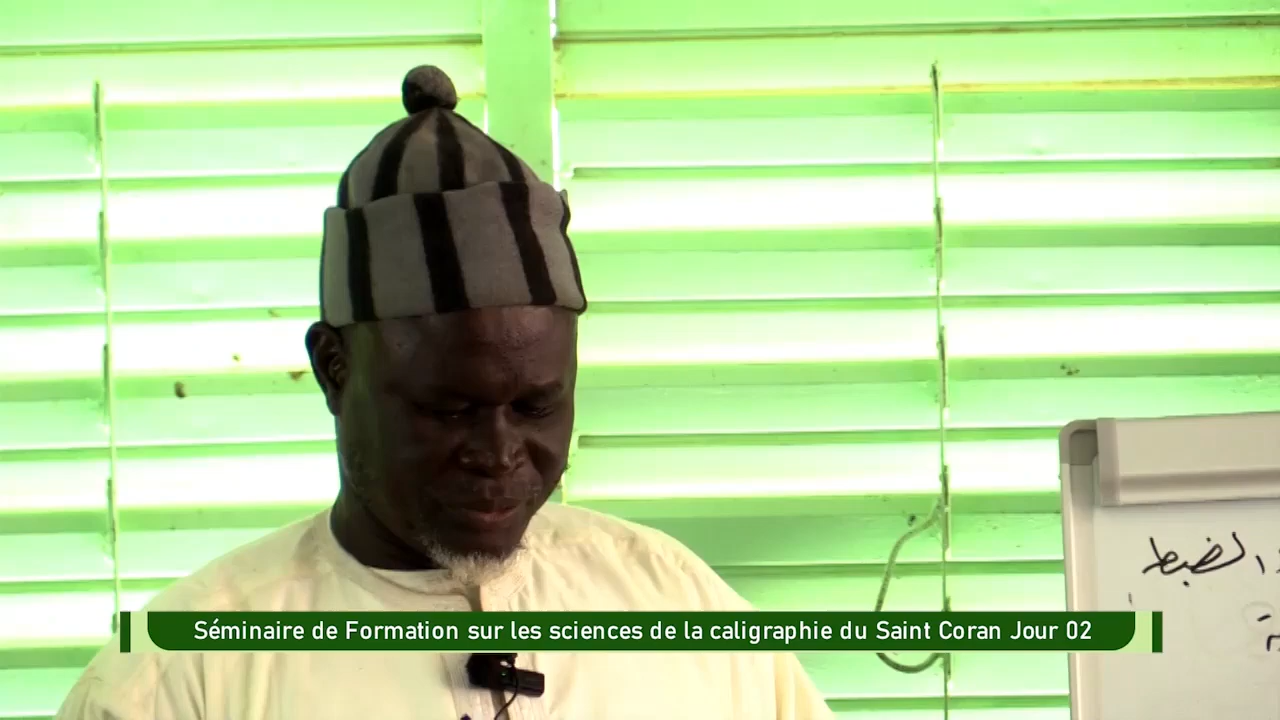 الضبط
Séminaire de Formation sur les sciences de la caligraphie du Saint Coran Jour 02